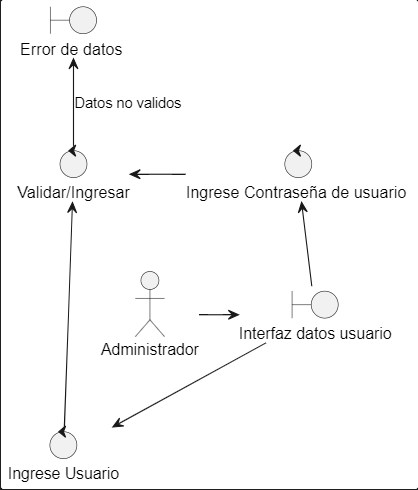 Error de datos
Datos no validos
Validar/Ingresar
Ingrese Contraseña de usuario
Administrador
Interfaz datos usuario
Ingrese Usuario